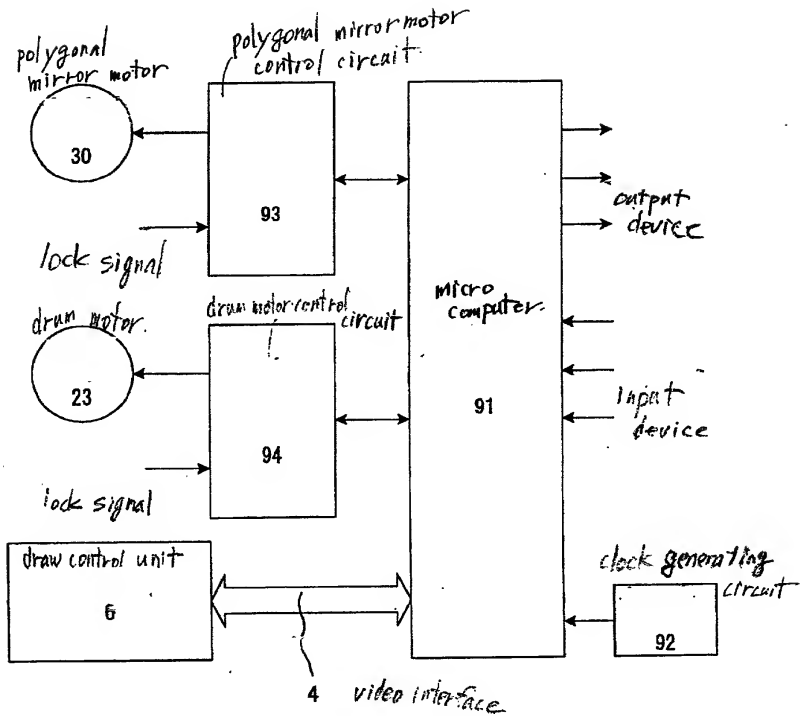 polygonal
mirror motor
30
polygonal mirror motor
control circuit.
93
lock signal
drum motor.
23
drum motor control
circuit
94
lock signal
draw control unit
6
4 video interface
micro
computer.
91
output
device
input
device
clock generating
circuit
92